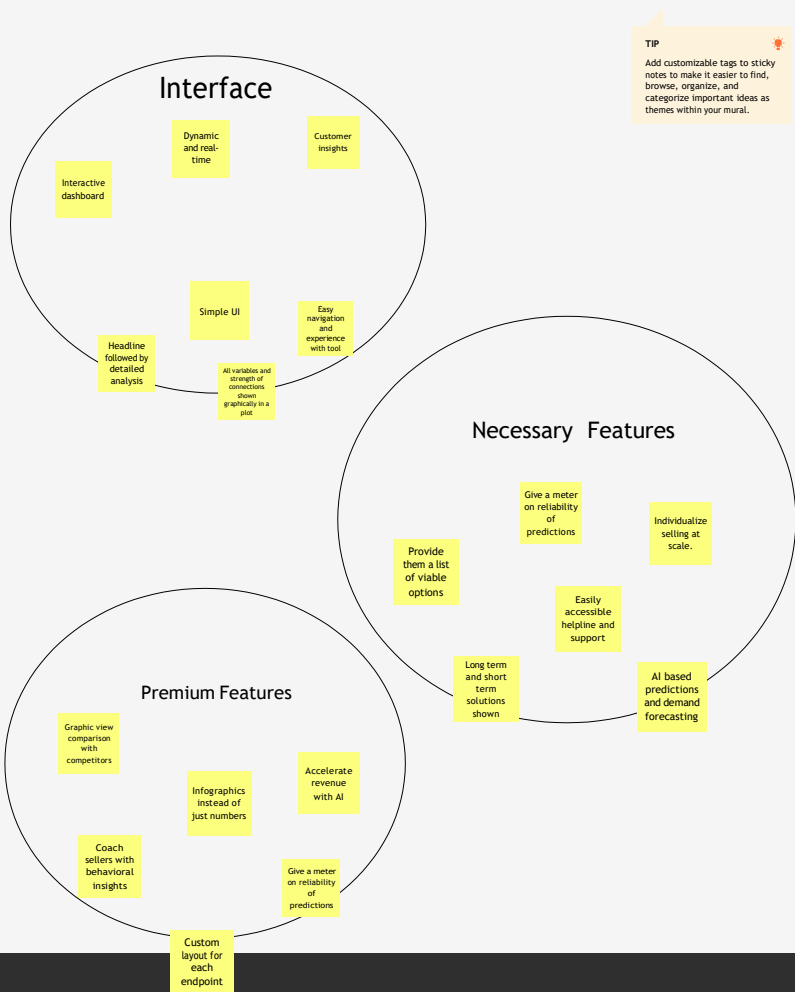 TIP
Add customizable tags to sticky
notes to make it easier to find,
browse, organize, and
categorize important ideas as
themes within your mural.
Interface
Dynamic
and real-
time
Customer
insights
Interactive
dashboard
Simple UI
Easy
navigation
and
experience
with tool
Headline
followed by
detailed
analysis
All variables and
strength of
connections
shown
graphically in a
plot
Necessary Features
Give a meter
on reliability
of
predictions
Individualize
selling at
scale.
Provide
them a list
of viable
options
Easily
accessible
helpline and
support
Long term
and short
term
solutions
shown
AI based
predictions
and demand
forecasting
Premium Features
Graphic view
comparison
with
competitors
Infographics
instead of
just numbers
Accelerate
revenue
with AI
Coach
sellers with
behavioral
insights
Give a meter
on reliability
of
predictions
Custom
layout for
each
endpoint